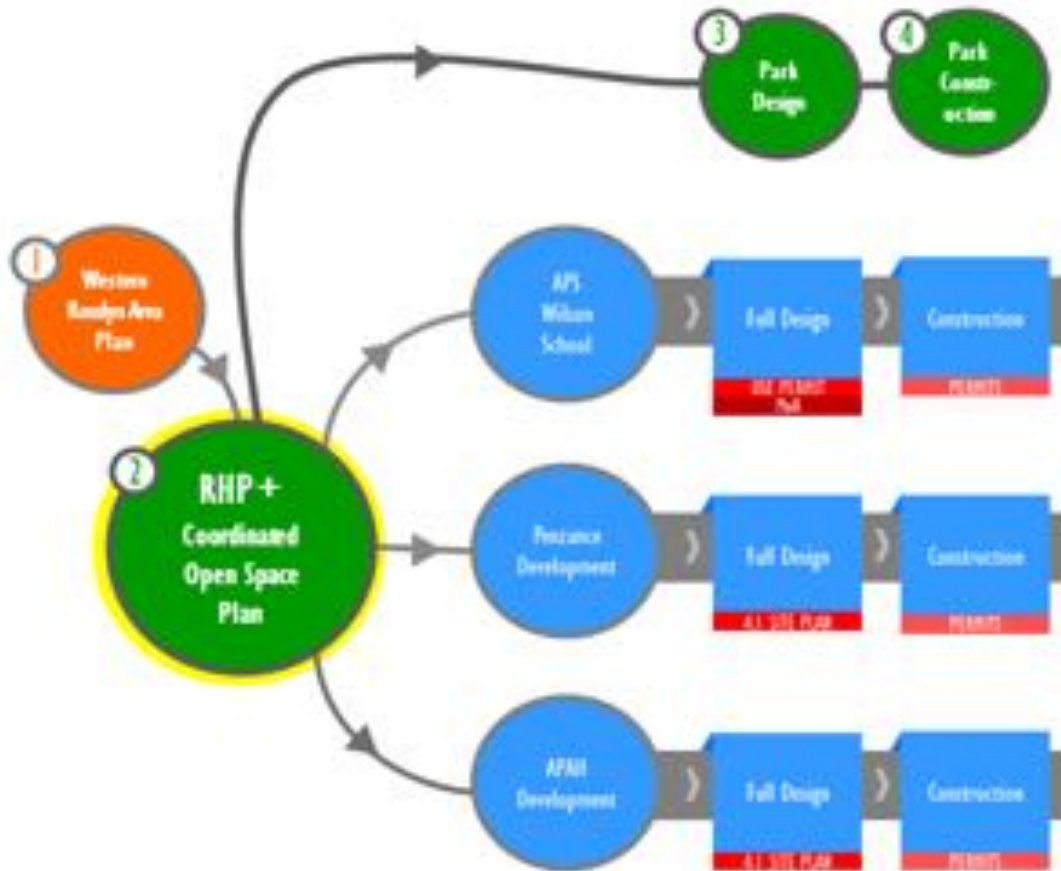 3
Park
Design
4
Park
Constr-
uction
1
Western
Rosslyn Area
Plan
2
RHP +
Coordinated
Open Space
Plan
APS
Wilson
School
Full Design
USE PERMIT
Construction
PERMITS
Penzance
Development
Full Design
4.1 SITE PLAN
Construction
PERMITS
APAH
Development
Full Design
4.1 SITE PLAN
Construction
PERMITS